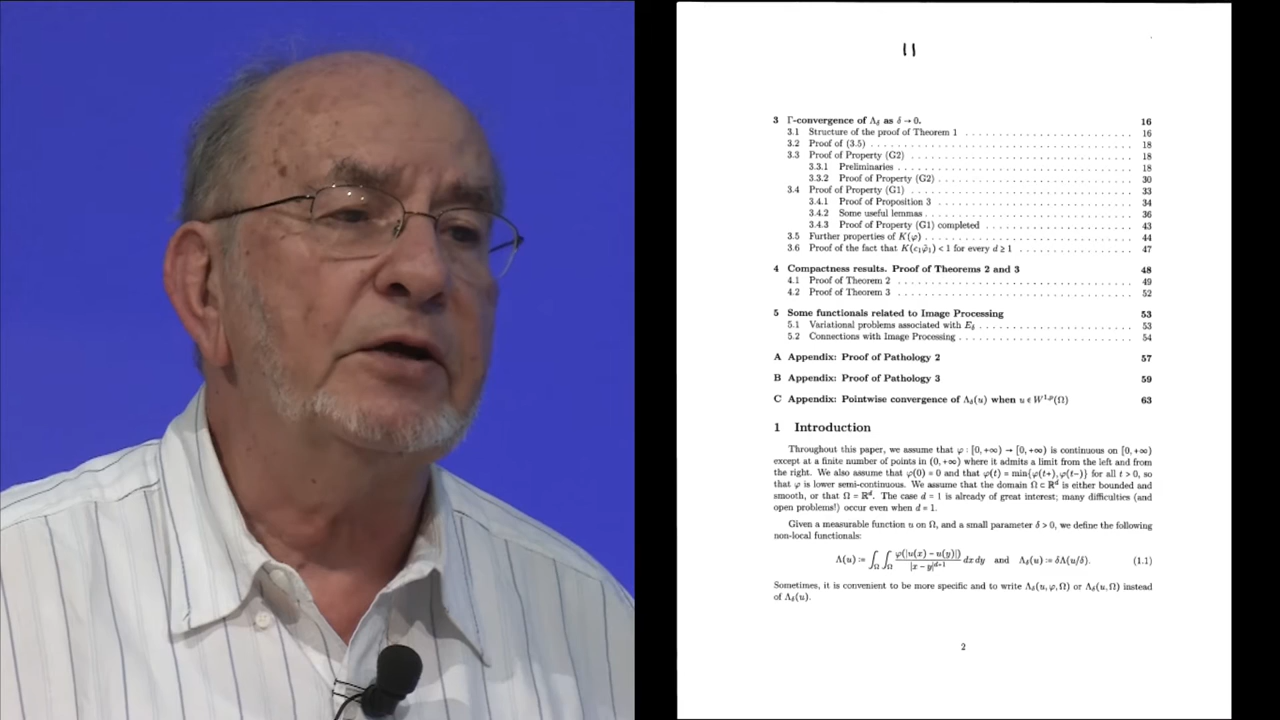 11
3 Γ-convergence of Λδ as δ → 0. 16
3.1 Structure of the proof of Theorem 1 . . . . . . . . . . 16
3.2 Proof of (3.5) . . . . . . . . . . 18
3.3 Proof of Property (G2) . . . . . . . . . . 18
3.3.1 Preliminaries . . . . . . . . . . 18
3.3.2 Proof of Property (G2) . . . . . . . . . . 30
3.4 Proof of Property (G1) . . . . . . . . . . 33
3.4.1 Proof of Proposition 3 . . . . . . . . . . 34
3.4.2 Some useful lemmas . . . . . . . . . . 36
3.4.3 Proof of Property (G1) completed . . . . . . . . . . 43
3.5 Further properties of K(φ) . . . . . . . . . . 44
3.6 Proof of the fact that K(c₁φ̃₁) < 1 for every d ≥ 1 . . . . . . . . . . 47
4 Compactness results. Proof of Theorems 2 and 3 48
4.1 Proof of Theorem 2 . . . . . . . . . . 49
4.2 Proof of Theorem 3 . . . . . . . . . . 52
5 Some functionals related to Image Processing 53
5.1 Variational problems associated with Eδ . . . . . . . . . . 53
5.2 Connections with Image Processing . . . . . . . . . . 54
A Appendix: Proof of Pathology 2 57
B Appendix: Proof of Pathology 3 59
C Appendix: Pointwise convergence of Λδ(u) when u ∈ W^{1,p}(Ω) 63
1 Introduction
Throughout this paper, we assume that φ : [0, +∞) → [0, +∞) is continuous on [0, +∞)
except at a finite number of points in (0, +∞) where it admits a limit from the left and from
the right. We also assume that φ(0) = 0 and that φ(t) = min{φ(t+), φ(t−)} for all t > 0, so
that φ is lower semi-continuous. We assume that the domain Ω ⊂ ℝ^d is either bounded and
smooth, or that Ω = ℝ^d. The case d = 1 is already of great interest; many difficulties (and
open problems!) occur even when d = 1.
Given a measurable function u on Ω, and a small parameter δ > 0, we define the following
non-local functionals:
Λ(u) := ∫_Ω ∫_Ω φ(|u(x) − u(y)|) / |x − y|^{d+1} dx dy and Λδ(u) := δΛ(u/δ). (1.1)
Sometimes, it is convenient to be more specific and to write Λδ(u, φ, Ω) or Λδ(u, Ω) instead
of Λδ(u).
2